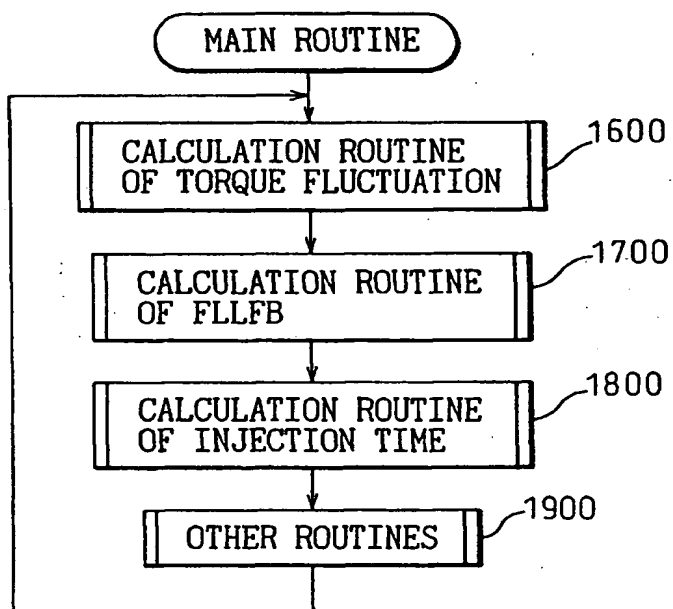 MAIN ROUTINE
CALCULATION ROUTINE
OF TORQUE FLUCTUATION
1600
CALCULATION ROUTINE
OF FLLFB
1700
CALCULATION ROUTINE
OF INJECTION TIME
1800
OTHER ROUTINES
1900